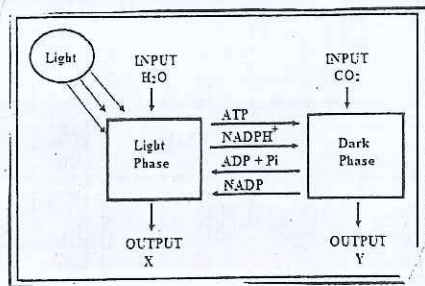 Light
INPUT
H₂O
INPUT
CO₂
ATP
NADPH⁺
ADP + Pi
NADP
Light
Phase
Dark
Phase
OUTPUT
X
OUTPUT
Y